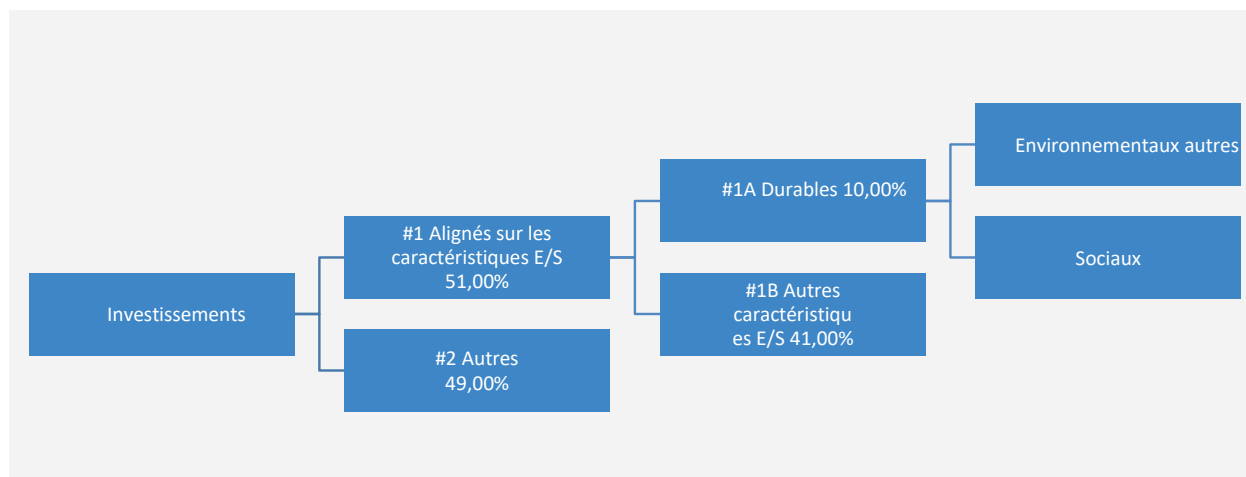 Investissements
#1 Alignés sur les
caractéristiques E/S
51,00%
#2 Autres
49,00%
#1A Durables 10,00%
#1B Autres
caractéristiqu
es E/S 41,00%
Environnementaux autres
Sociaux